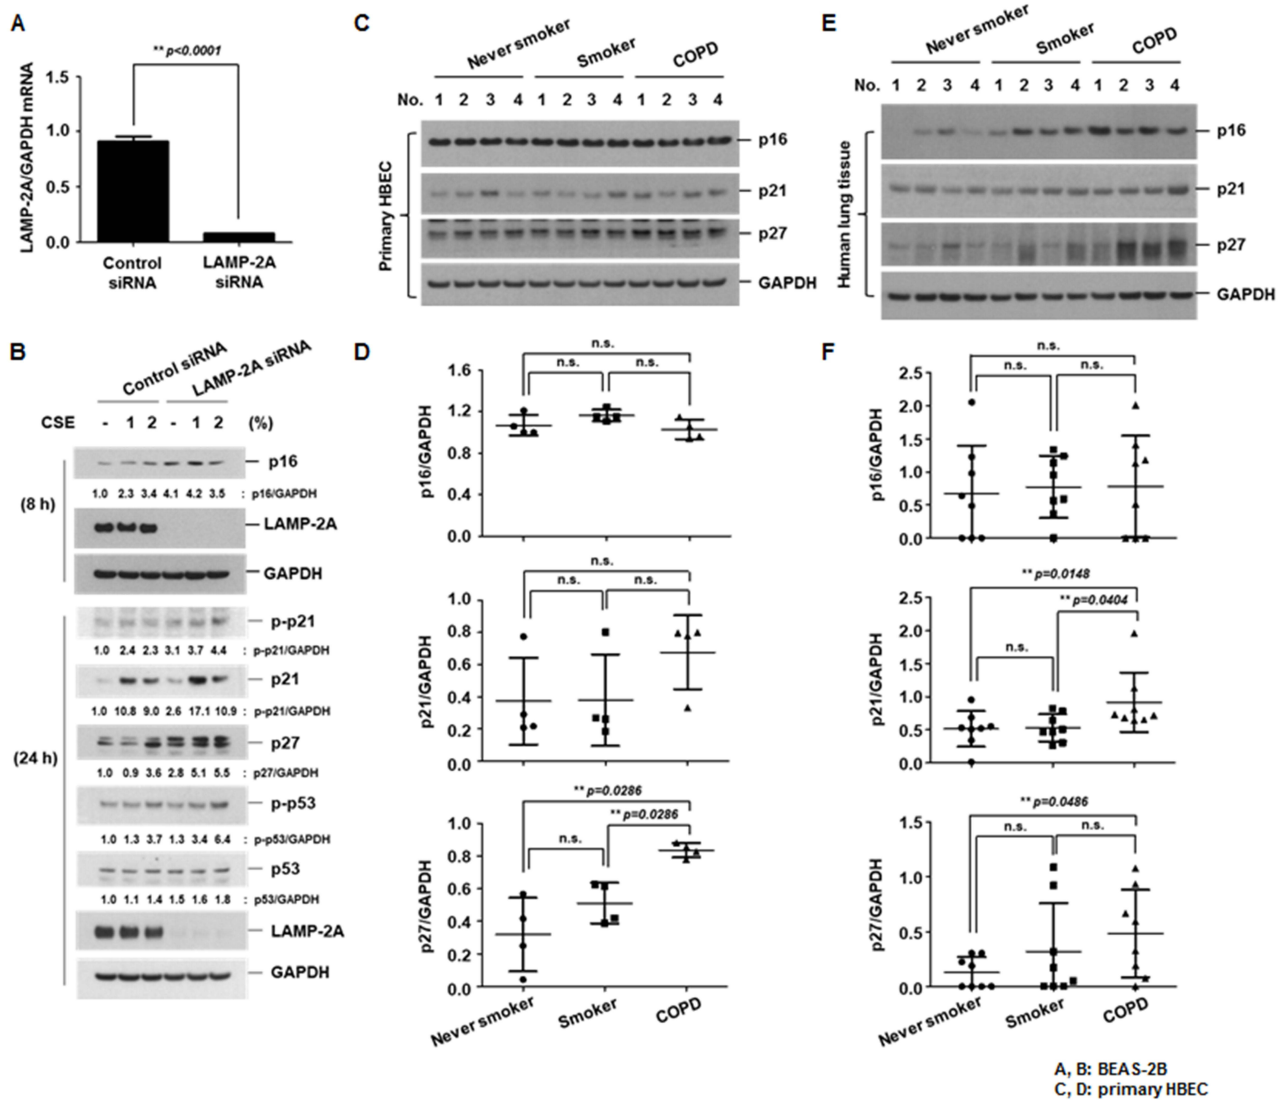 A
** p<0.0001
LAMP-2A/GAPDH mRNA
1.5
1.0
0.5
0.0
Control siRNA
LAMP-2A siRNA
B
Control siRNA
LAMP-2A siRNA
CSE - 1 2 - 1 2 (%)
(8 h)
p16
1.0 2.3 3.4 4.1 4.2 3.5 : p16/GAPDH
LAMP-2A
GAPDH
(24 h)
p-p21
1.0 2.4 2.3 3.1 3.7 4.4 : p-p21/GAPDH
p21
1.0 10.8 9.0 2.6 17.1 10.9 : p-p21/GAPDH
p27
1.0 0.9 3.6 2.8 5.1 5.5 : p27/GAPDH
p-p53
1.0 1.3 3.7 1.3 3.4 6.4 : p-p53/GAPDH
p53
1.0 1.1 1.4 1.5 1.6 1.8 : p53/GAPDH
LAMP-2A
GAPDH
C
Never smoker
Smoker
COPD
No. 1 2 3 4 1 2 3 4 1 2 3 4
Primary HBEC
p16
p21
p27
GAPDH
D
n.s.
n.s.
n.s.
p16/GAPDH
1.6
1.2
0.8
0.4
0.0
n.s.
n.s.
n.s.
p21/GAPDH
1.0
0.8
0.6
0.4
0.2
0.0
** p=0.0286
** p=0.0286
n.s.
p27/GAPDH
1.0
0.8
0.6
0.4
0.2
0.0
Never smoker
Smoker
COPD
E
Never smoker
Smoker
COPD
No. 1 2 3 4 1 2 3 4 1 2 3 4
Human lung tissue
p16
p21
p27
GAPDH
F
n.s.
n.s.
n.s.
p16/GAPDH
2.5
2.0
1.5
1.0
0.5
0.0
** p=0.0148
** p=0.0404
n.s.
p21/GAPDH
2.5
2.0
1.5
1.0
0.5
0.0
** p=0.0486
n.s.
n.s.
p27/GAPDH
1.5
1.0
0.5
0.0
Never smoker
Smoker
COPD
A, B: BEAS-2B
C, D: primary HBEC